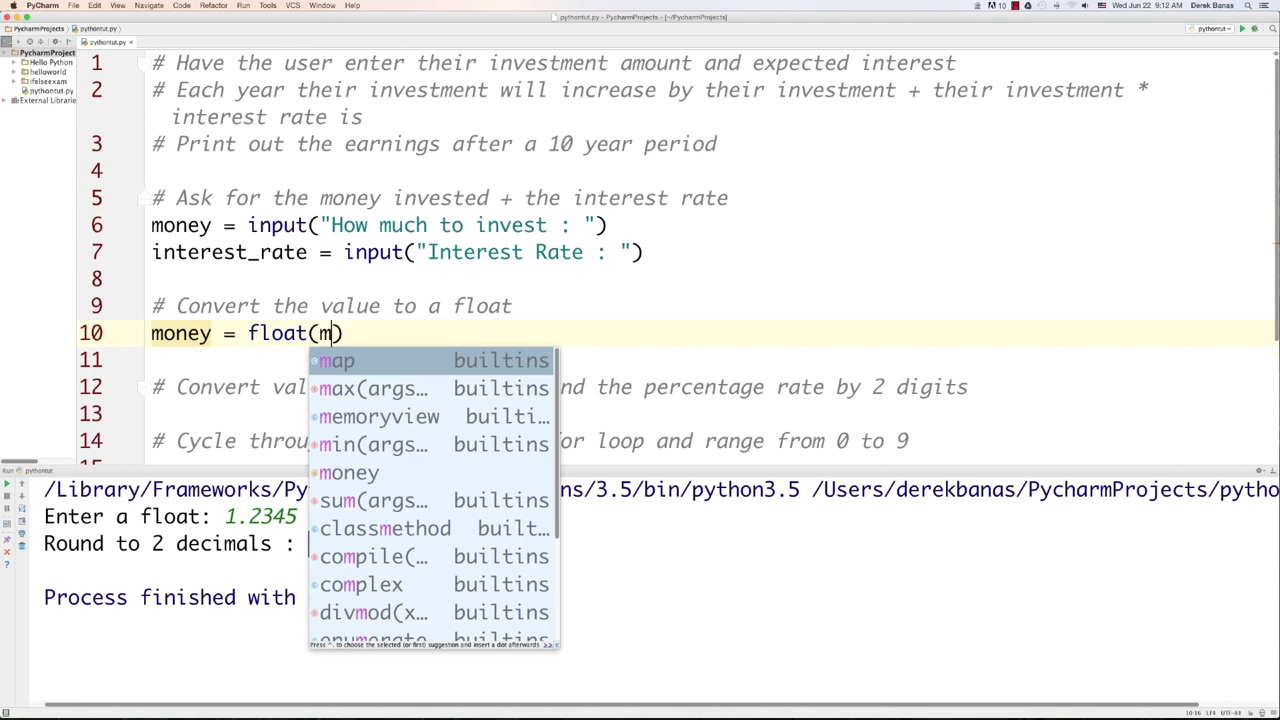 PyCharm File Edit View Navigate Code Refactor Run Tools VCS Window Help 10 Wed Jun 22 9:12 AM Derek Banas
pythontut.py - PycharmProjects - [~/PycharmProjects]
PycharmProjects pythontut.py pythontut
pythontut.py ×
PycharmProject
Hello Python
helloworld
ifelseexam
pythontut.py
External Librarie
1 # Have the user enter their investment amount and expected interest
2 # Each year their investment will increase by their investment + their investment *
interest rate is
3 # Print out the earnings after a 10 year period
4
5 # Ask for the money invested + the interest rate
6 money = input("How much to invest : ")
7 interest_rate = input("Interest Rate : ")
8
9 # Convert the value to a float
10 money = float(m)
11
12 # Convert val nd the percentage rate by 2 digits
13
14 # Cycle throu or loop and range from 0 to 9
map builtins
max(args… builtins
memoryview builti…
min(args… builtins
money
sum(args… builtins
classmethod built…
compile(… builtins
complex builtins
divmod(x… builtins
enumerate builtins
Press ^. to choose the selected (or first) suggestion and insert a dot afterwards >>
Run pythontut
/Library/Frameworks/Py ns/3.5/bin/python3.5 /Users/derekbanas/PycharmProjects/pytho
Enter a float: 1.2345
Round to 2 decimals :
Process finished with
10:16 LF≑ UTF-8≑